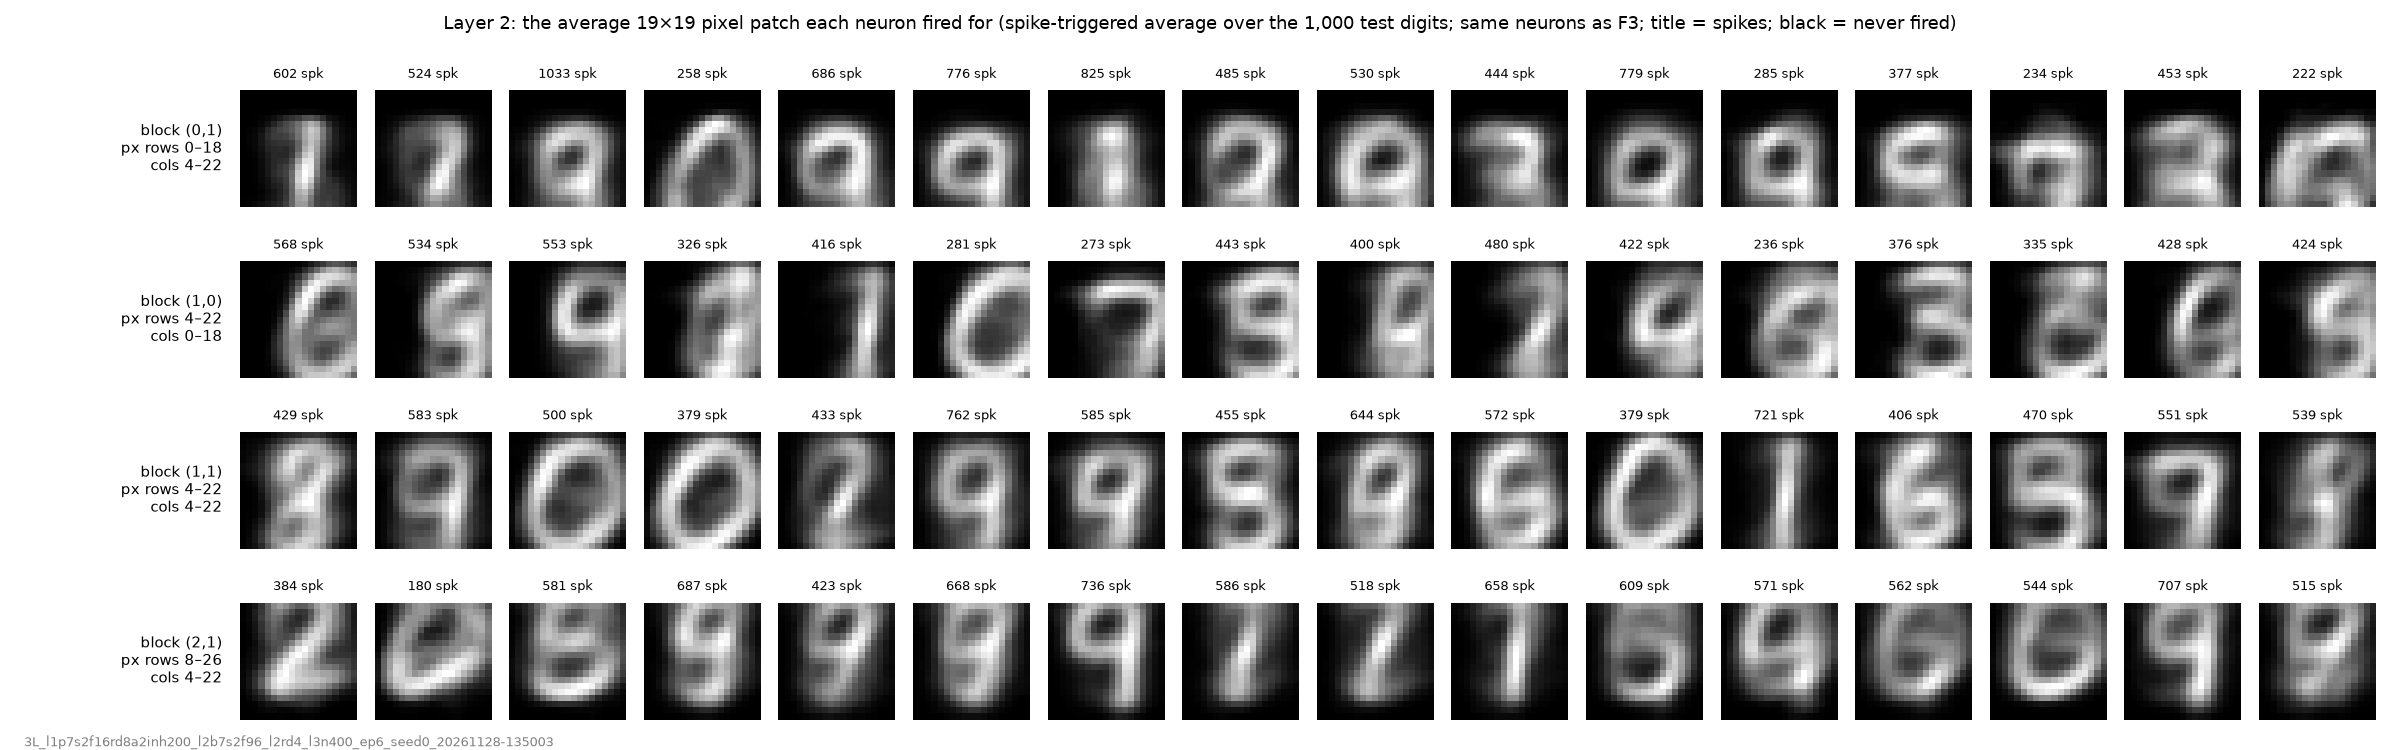 Layer 2: the average 19×19 pixel patch each neuron fired for (spike-triggered average over the 1,000 test digits; same neurons as F3; title = spikes; black = never fired)
602 spk 524 spk 1033 spk 258 spk 686 spk 776 spk 825 spk 485 spk 530 spk 444 spk 779 spk 285 spk 377 spk 234 spk 453 spk 222 spk
block (0,1)
px rows 0–18
cols 4–22
568 spk 534 spk 553 spk 326 spk 416 spk 281 spk 273 spk 443 spk 400 spk 480 spk 422 spk 236 spk 376 spk 335 spk 428 spk 424 spk
block (1,0)
px rows 4–22
cols 0–18
429 spk 583 spk 500 spk 379 spk 433 spk 762 spk 585 spk 455 spk 644 spk 572 spk 379 spk 721 spk 406 spk 470 spk 551 spk 539 spk
block (1,1)
px rows 4–22
cols 4–22
384 spk 180 spk 581 spk 687 spk 423 spk 668 spk 736 spk 586 spk 518 spk 658 spk 609 spk 571 spk 562 spk 544 spk 707 spk 515 spk
block (2,1)
px rows 8–26
cols 4–22
3L_l1p7s2f16rd8a2inh200_l2b7s2f96_l2rd4_l3n400_ep6_seed0_20261128-135003